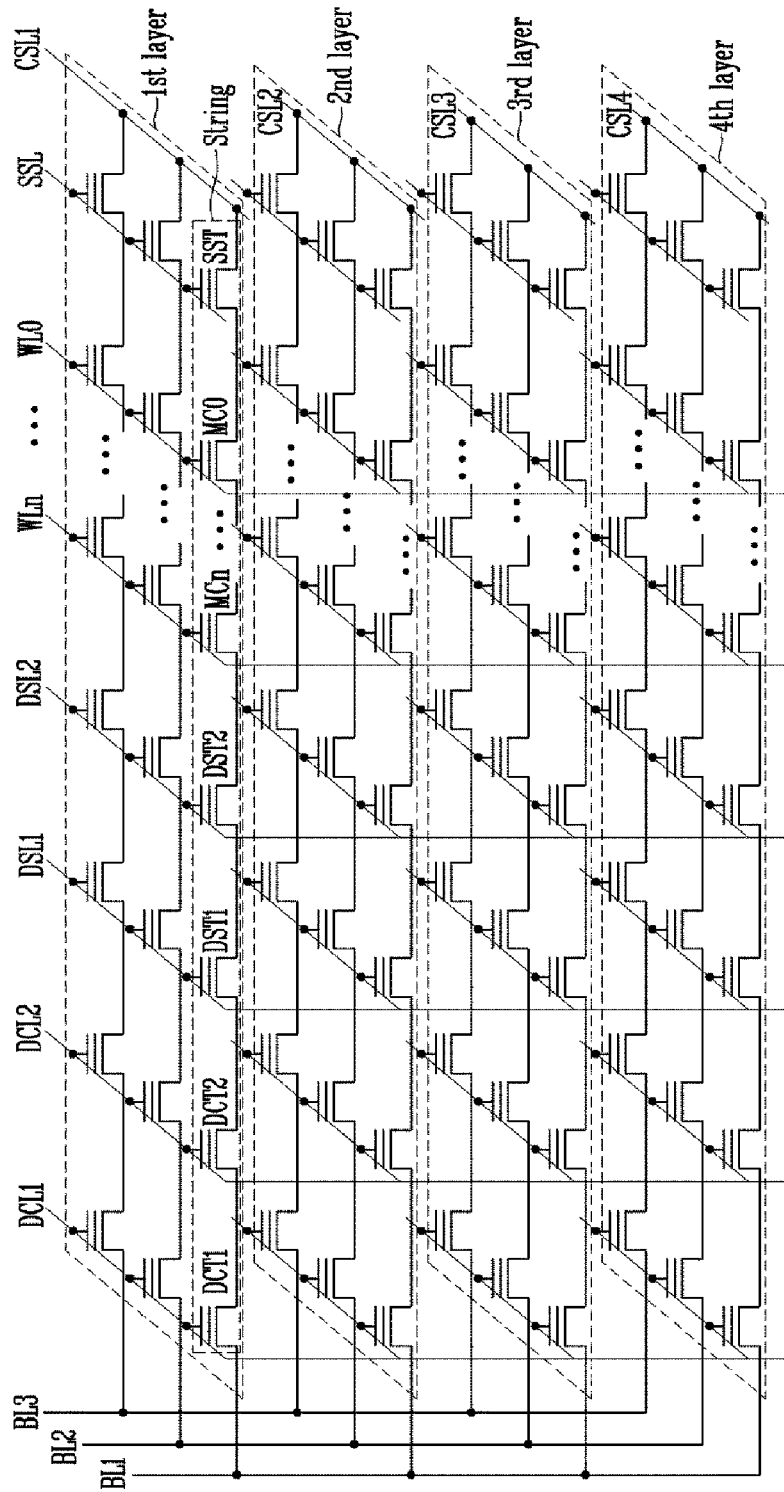 DCL1
DCL2
DSL1
DSL2
WLn
• • •
WL0
SSL
CSL1
1st layer
String
BL3
BL2
BL1
DCT1
DCT2
DST1
DST2
MCn
• • •
MC0
SST
CSL2
2nd layer
CSL3
3rd layer
CSL4
4th layer